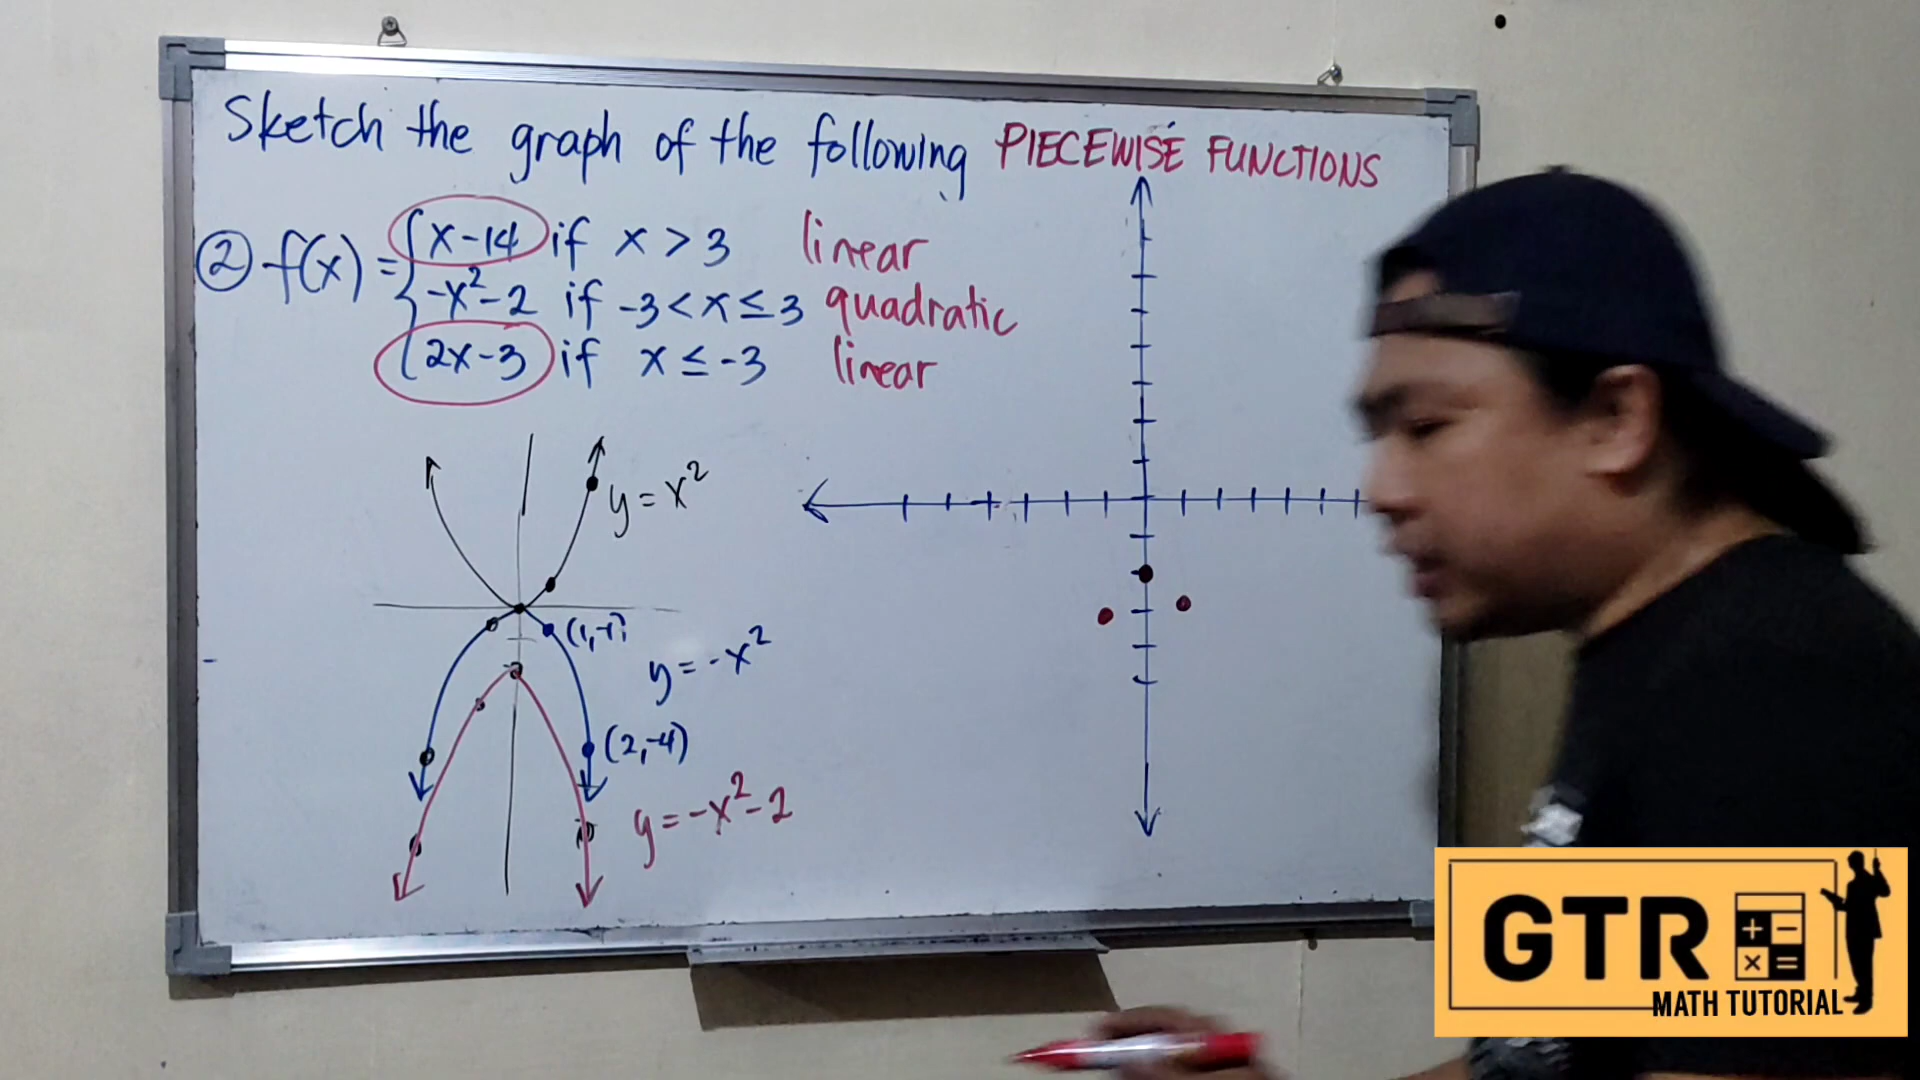 Sketch the graph of the following PIECEWISE FUNCTIONS
② f(x) = { x-14 if x > 3 linear
-x²-2 if -3 < x ≤ 3 quadratic
2x-3 if x ≤ -3 linear
y = x²
(1,-1)
y = -x²
(2,-4)
y = -x²-2
GTR
+ -
× =
MATH TUTORIAL